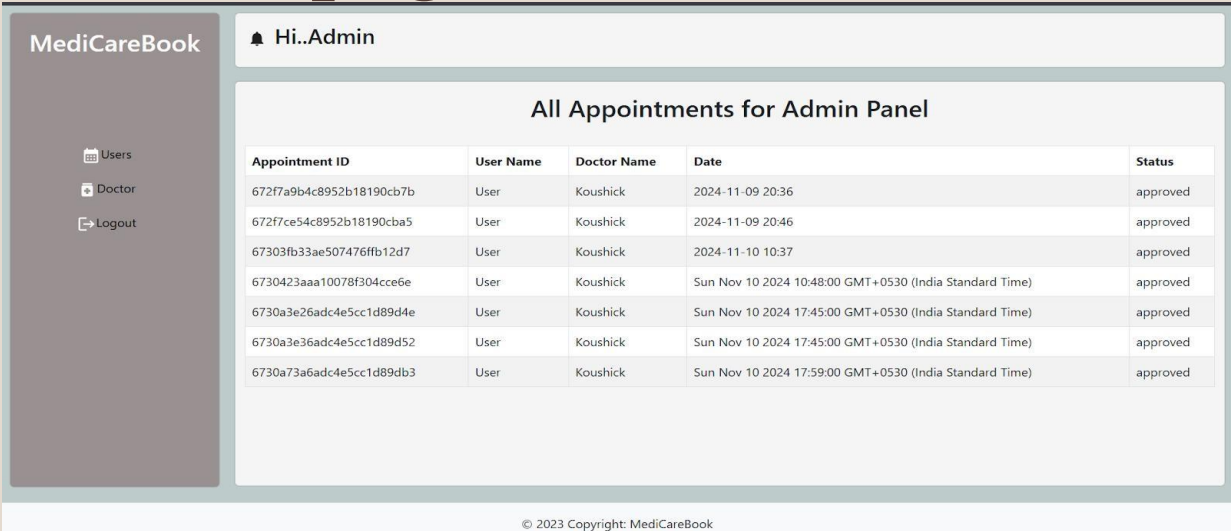 MediCareBook
Users
Doctor
Logout
Hi..Admin
All Appointments for Admin Panel
Appointment ID User Name Doctor Name Date Status
672f7a9b4c8952b18190cb7b User Koushick 2024-11-09 20:36 approved
672f7ce54c8952b18190cba5 User Koushick 2024-11-09 20:46 approved
67303fb33ae507476ffb12d7 User Koushick 2024-11-10 10:37 approved
6730423aaa10078f304cce6e User Koushick Sun Nov 10 2024 10:48:00 GMT+0530 (India Standard Time) approved
6730a3e26adc4e5cc1d89d4e User Koushick Sun Nov 10 2024 17:45:00 GMT+0530 (India Standard Time) approved
6730a3e36adc4e5cc1d89d52 User Koushick Sun Nov 10 2024 17:45:00 GMT+0530 (India Standard Time) approved
6730a73a6adc4e5cc1d89db3 User Koushick Sun Nov 10 2024 17:59:00 GMT+0530 (India Standard Time) approved
© 2023 Copyright: MediCareBook